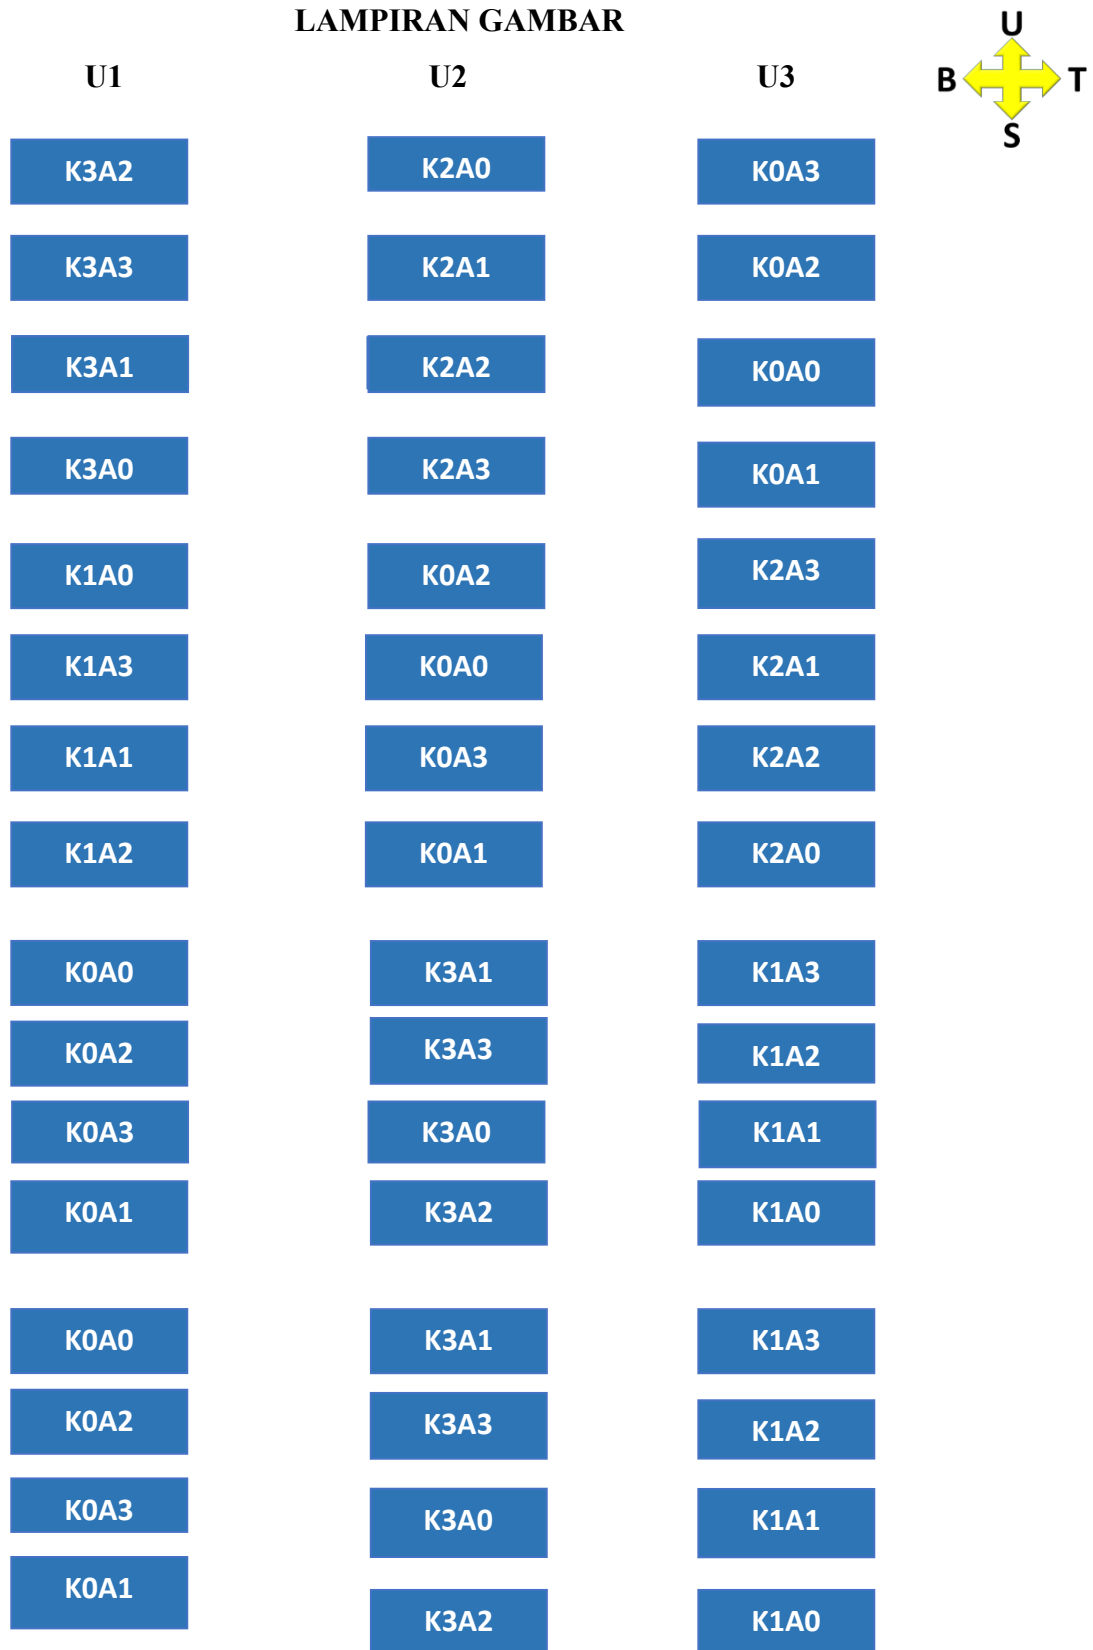 LAMPIRAN GAMBAR
U
B T
S
U1 U2 U3
K3A2 K2A0 K0A3
K3A3 K2A1 K0A2
K3A1 K2A2 K0A0
K3A0 K2A3 K0A1
K1A0 K0A2 K2A3
K1A3 K0A0 K2A1
K1A1 K0A3 K2A2
K1A2 K0A1 K2A0
K0A0 K3A1 K1A3
K0A2 K3A3 K1A2
K0A3 K3A0 K1A1
K0A1 K3A2 K1A0
K0A0 K3A1 K1A3
K0A2 K3A3 K1A2
K0A3 K3A0 K1A1
K0A1 K3A2 K1A0